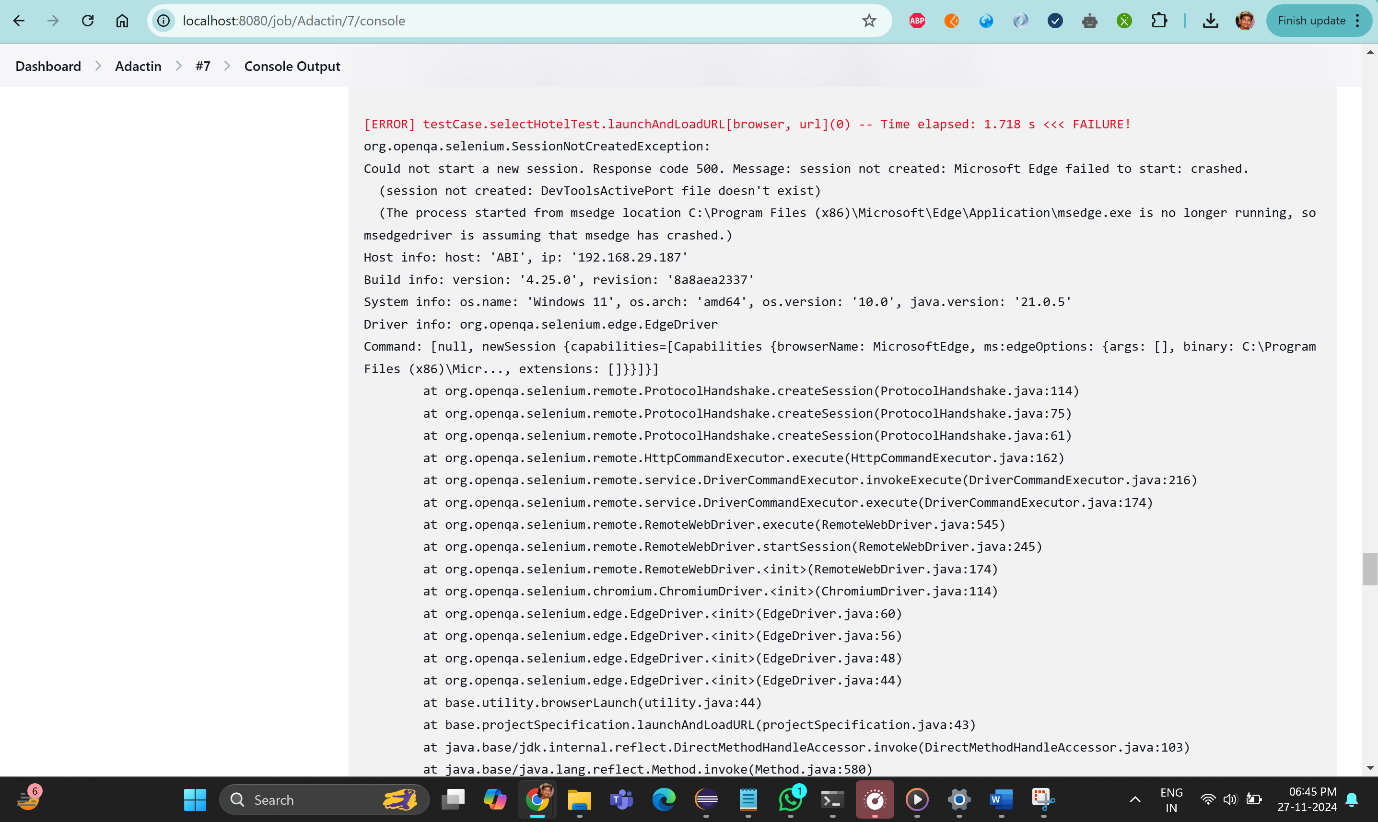 localhost:8080/job/Adactin/7/console
ABP
Finish update
Dashboard > Adactin > #7 > Console Output
[ERROR] testCase.selectHotelTest.launchAndLoadURL[browser, url](0) -- Time elapsed: 1.718 s <<< FAILURE!
org.openqa.selenium.SessionNotCreatedException:
Could not start a new session. Response code 500. Message: session not created: Microsoft Edge failed to start: crashed.
(session not created: DevToolsActivePort file doesn't exist)
(The process started from msedge location C:\Program Files (x86)\Microsoft\Edge\Application\msedge.exe is no longer running, so
msedgedriver is assuming that msedge has crashed.)
Host info: host: 'ABI', ip: '192.168.29.187'
Build info: version: '4.25.0', revision: '8a8aea2337'
System info: os.name: 'Windows 11', os.arch: 'amd64', os.version: '10.0', java.version: '21.0.5'
Driver info: org.openqa.selenium.edge.EdgeDriver
Command: [null, newSession {capabilities=[Capabilities {browserName: MicrosoftEdge, ms:edgeOptions: {args: [], binary: C:\Program
Files (x86)\Micr..., extensions: []}}]}]
at org.openqa.selenium.remote.ProtocolHandshake.createSession(ProtocolHandshake.java:114)
at org.openqa.selenium.remote.ProtocolHandshake.createSession(ProtocolHandshake.java:75)
at org.openqa.selenium.remote.ProtocolHandshake.createSession(ProtocolHandshake.java:61)
at org.openqa.selenium.remote.HttpCommandExecutor.execute(HttpCommandExecutor.java:162)
at org.openqa.selenium.remote.service.DriverCommandExecutor.invokeExecute(DriverCommandExecutor.java:216)
at org.openqa.selenium.remote.service.DriverCommandExecutor.execute(DriverCommandExecutor.java:174)
at org.openqa.selenium.remote.RemoteWebDriver.execute(RemoteWebDriver.java:545)
at org.openqa.selenium.remote.RemoteWebDriver.startSession(RemoteWebDriver.java:245)
at org.openqa.selenium.remote.RemoteWebDriver.<init>(RemoteWebDriver.java:174)
at org.openqa.selenium.chromium.ChromiumDriver.<init>(ChromiumDriver.java:114)
at org.openqa.selenium.edge.EdgeDriver.<init>(EdgeDriver.java:60)
at org.openqa.selenium.edge.EdgeDriver.<init>(EdgeDriver.java:56)
at org.openqa.selenium.edge.EdgeDriver.<init>(EdgeDriver.java:48)
at org.openqa.selenium.edge.EdgeDriver.<init>(EdgeDriver.java:44)
at base.utility.browserLaunch(utility.java:44)
at base.projectSpecification.launchAndLoadURL(projectSpecification.java:43)
at java.base/jdk.internal.reflect.DirectMethodHandleAccessor.invoke(DirectMethodHandleAccessor.java:103)
at java.base/java.lang.reflect.Method.invoke(Method.java:580)
6
Search
1
ENG
IN
06:45 PM
27-11-2024